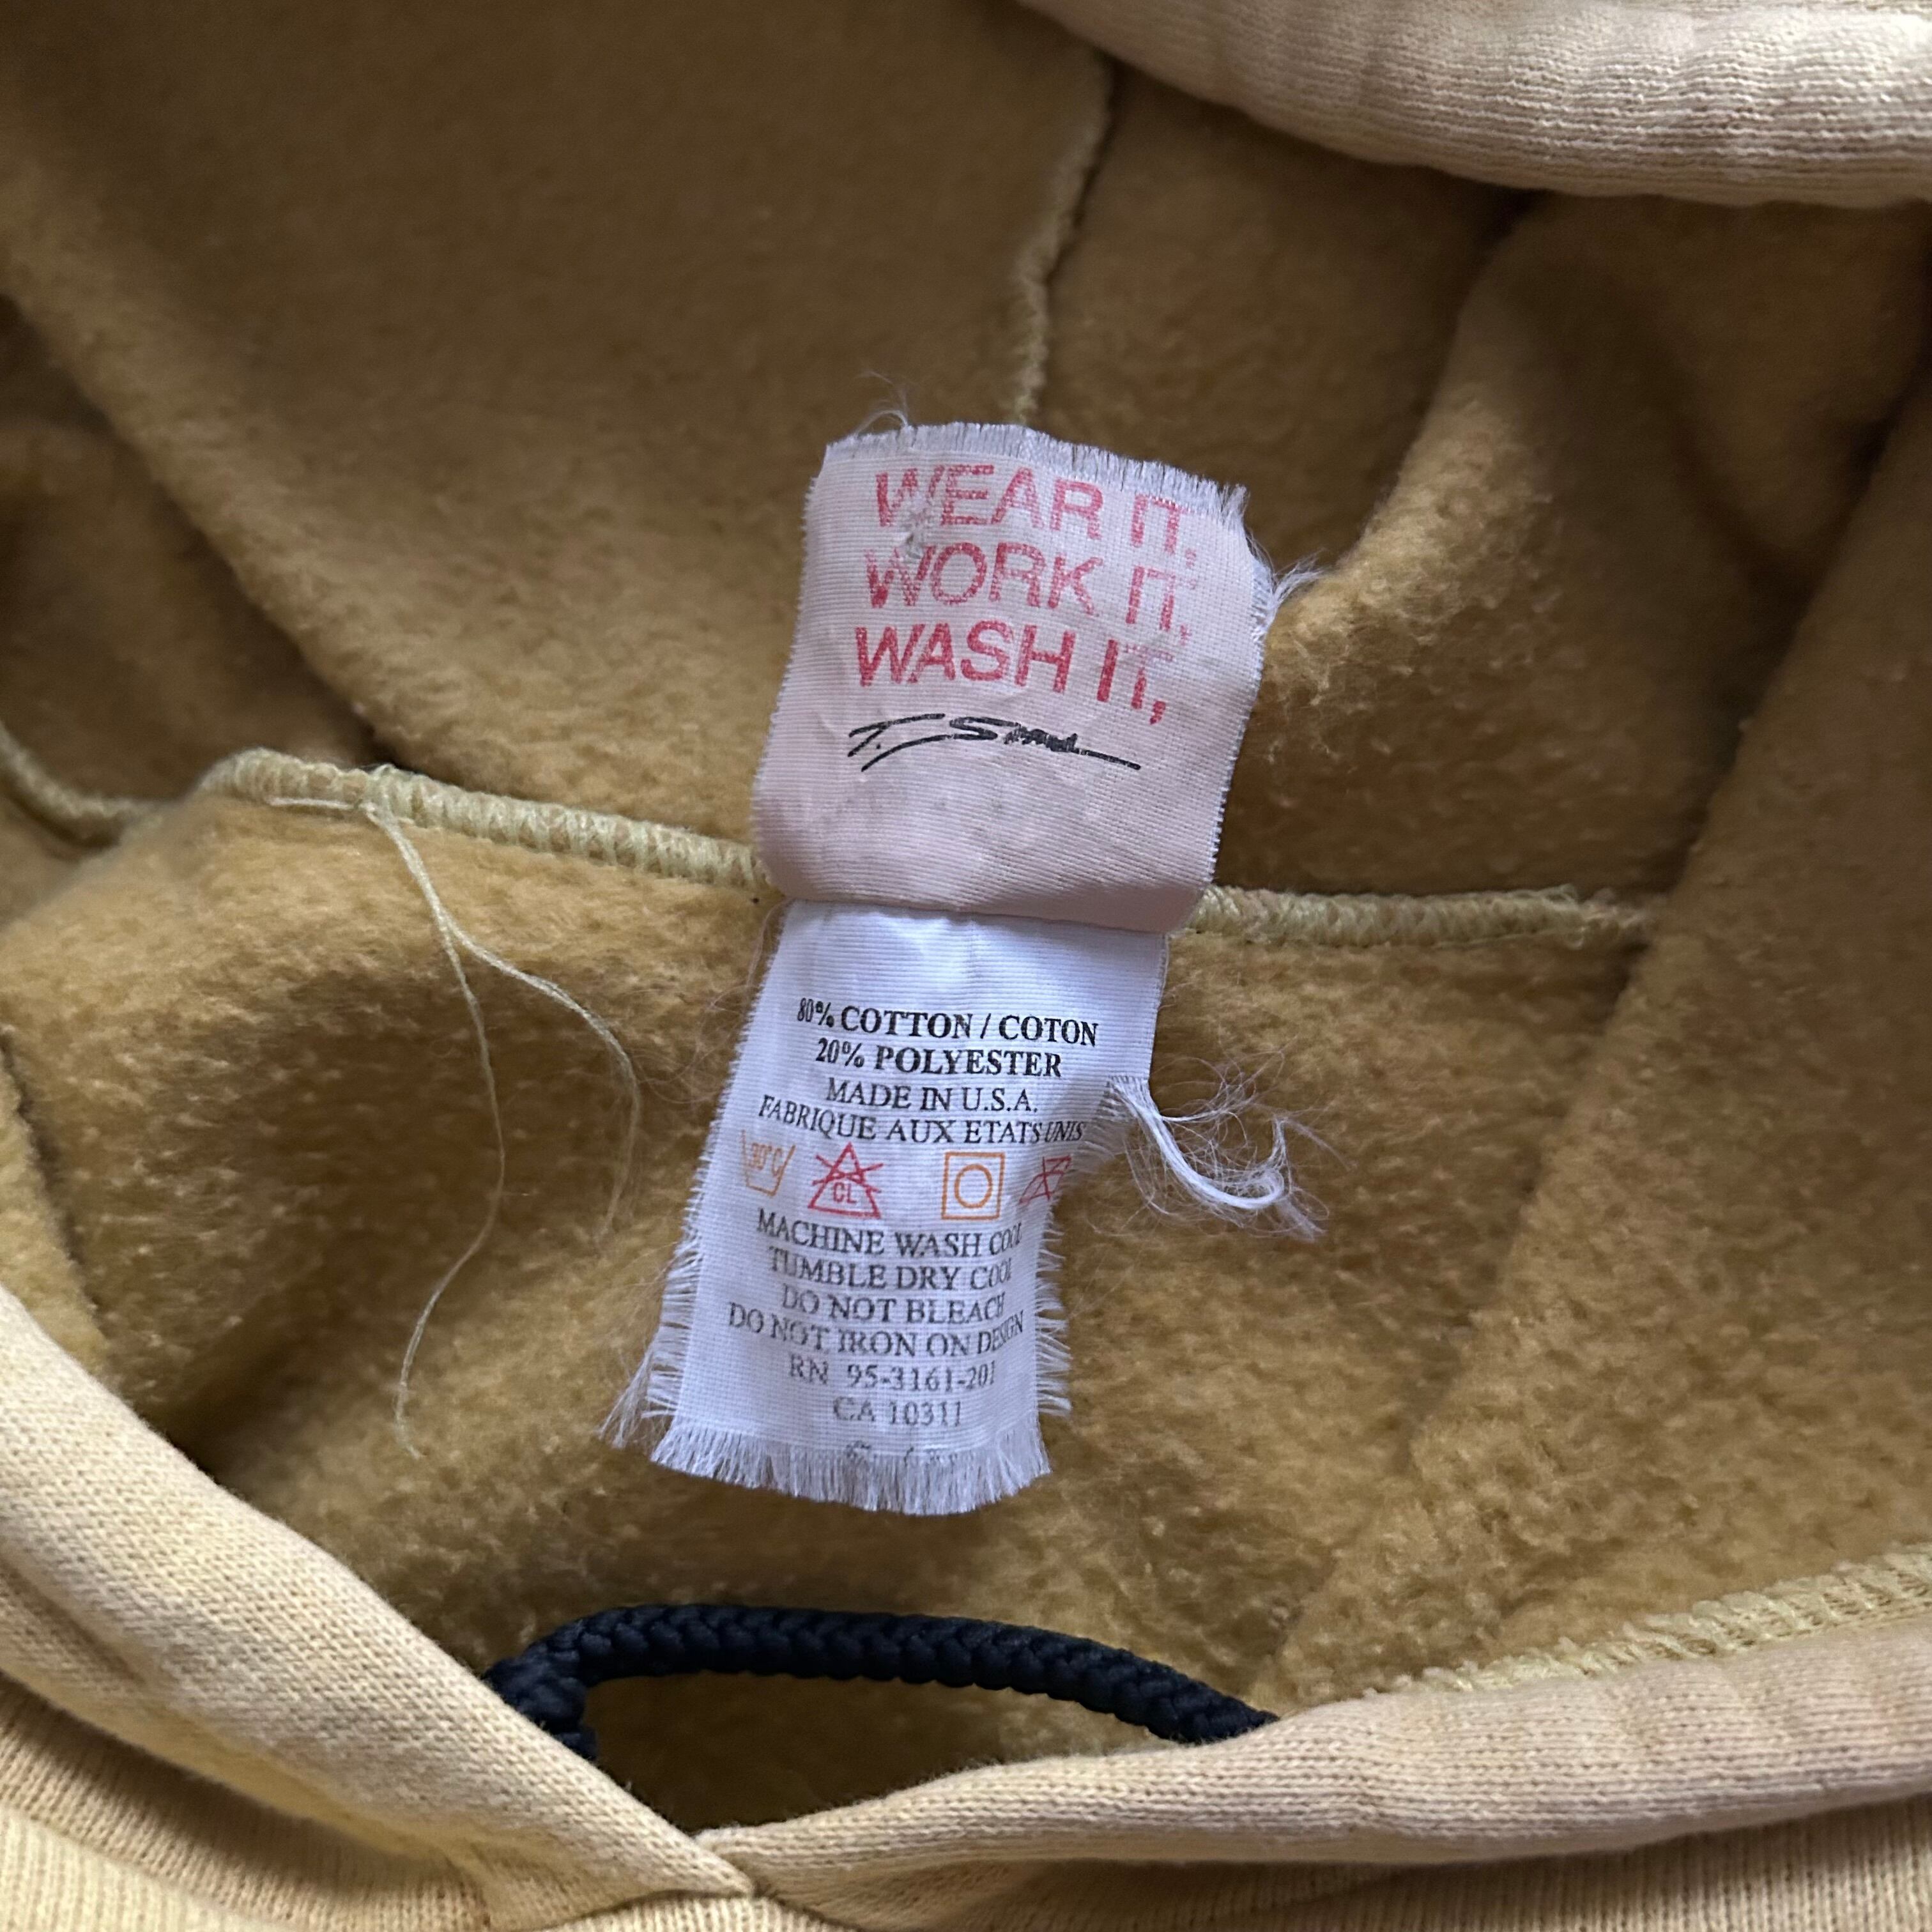 WEAR IT,
WORK IT,
WASH IT,
80% COTTON / COTON
20% POLYESTER
MADE IN U.S.A.
FABRIQUE AUX ETATS UNIS
30°C CL
MACHINE WASH COOL
TUMBLE DRY COOL
DO NOT BLEACH
DO NOT IRON ON DESIGN
RN 95-3161-201
CA 10311